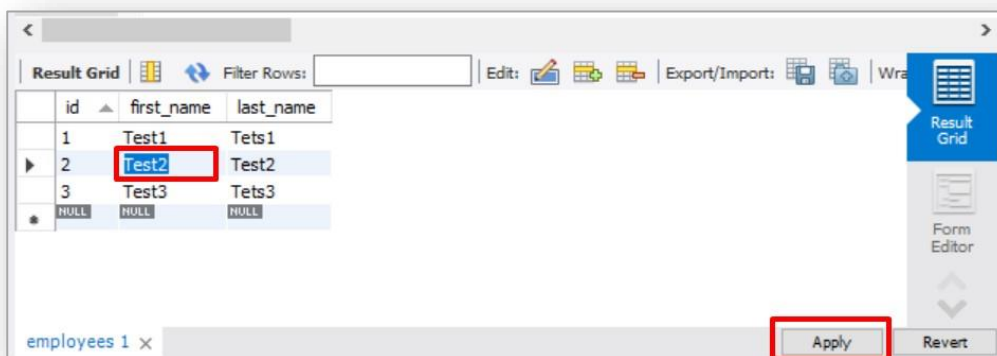 Result Grid Filter Rows: Edit: Export/Import: Wra
id first_name last_name
1 Test1 Tets1
2 Test2 Test2
3 Test3 Tets3
NULL NULL NULL
Result
Grid
Form
Editor
employees 1 Apply Revert